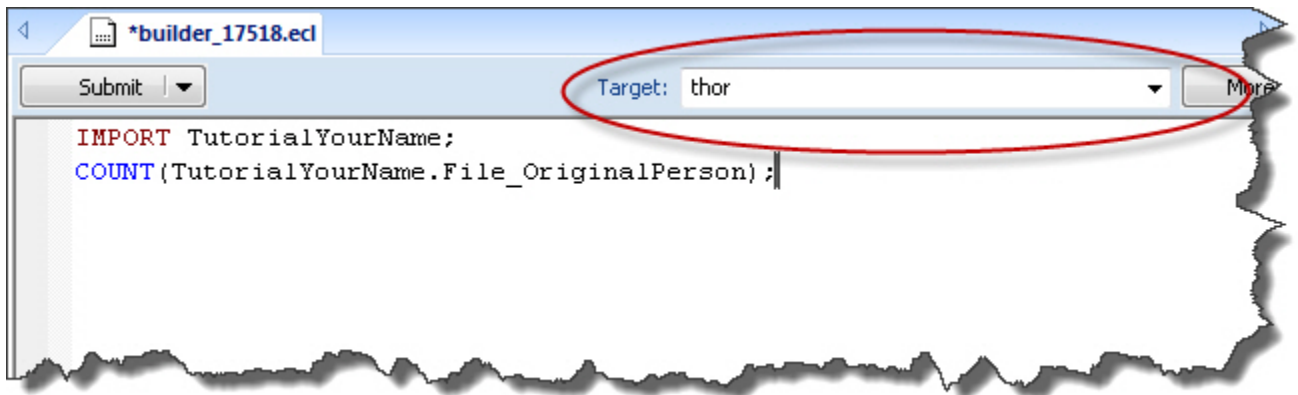 *builder_17518.ecl
Submit Target: thor More
IMPORT TutorialYourName;
COUNT(TutorialYourName.File_OriginalPerson);